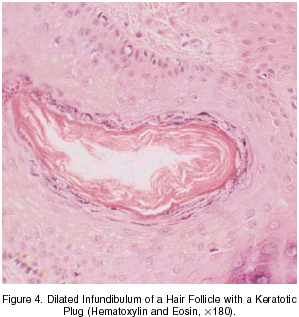 Figure 4. Dilated Infundibulum of a Hair Follicle with a Keratotic
Plug (Hematoxylin and Eosin, ×180).